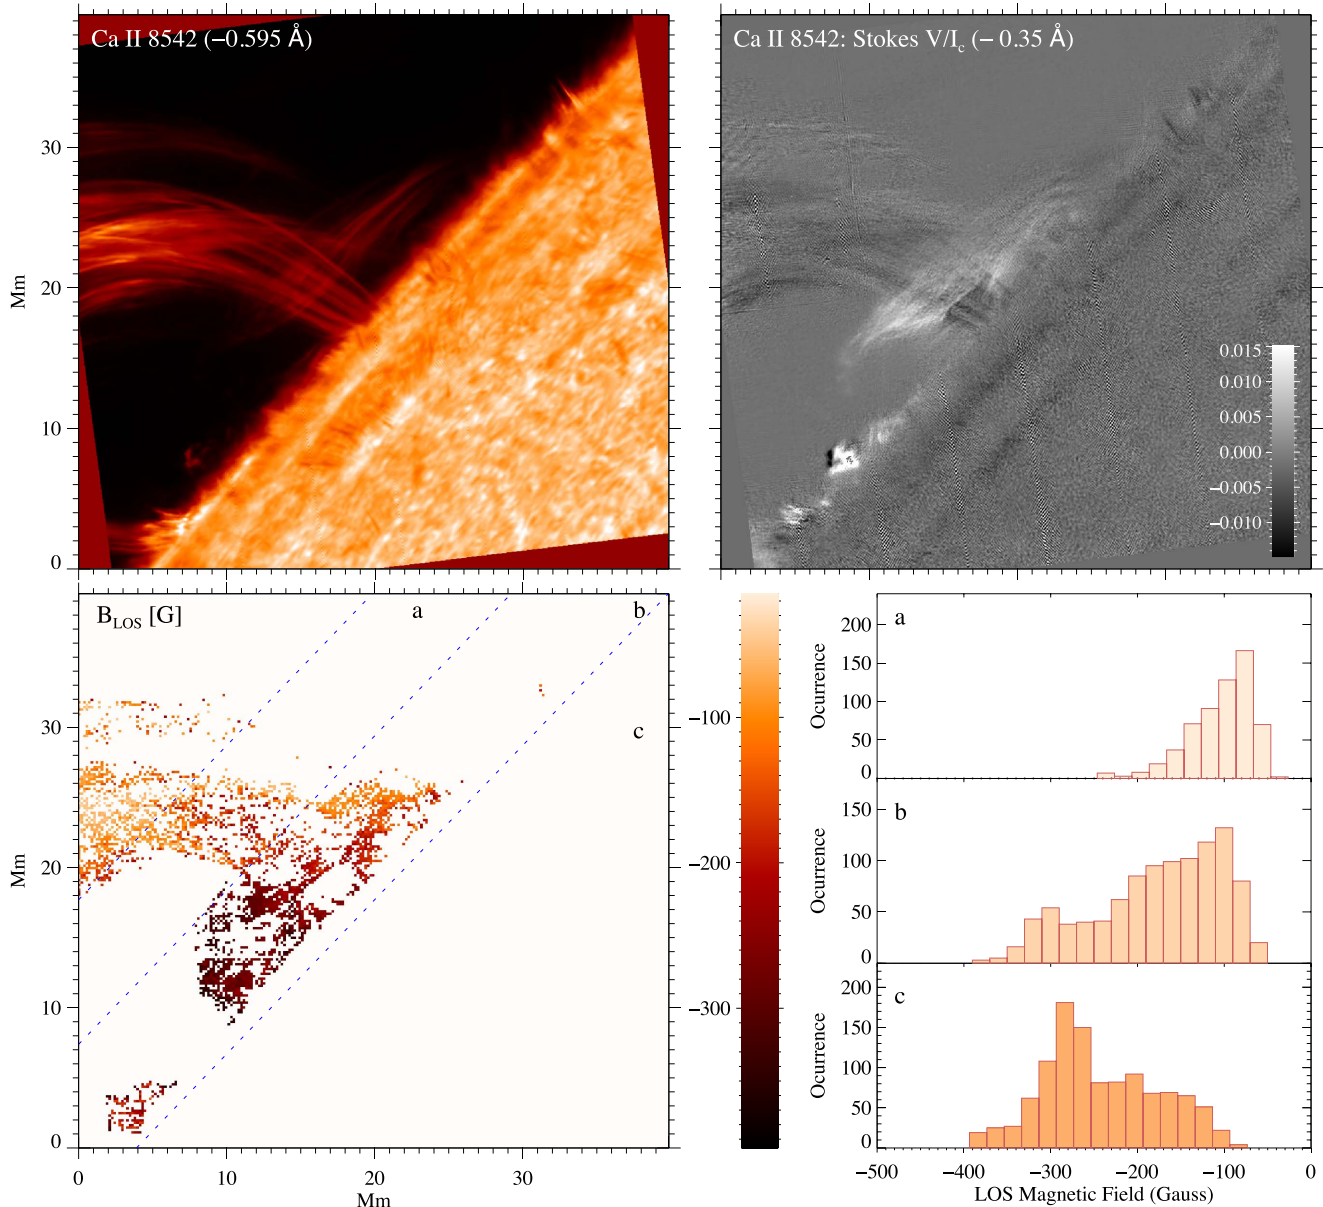 Ca II 8542 (−0.595 Å)
Ca II 8542: Stokes V/Ic (− 0.35 Å)
30
20
10
0
Mm
0.015
0.010
0.005
0.000
−0.005
−0.010
BLOS [G]
a
b
c
30
20
10
0
Mm
0
10
20
30
Mm
−100
−200
−300
a
200
150
100
50
0
Ocurrence
b
150
100
50
0
Ocurrence
c
200
150
100
50
0
Ocurrence
−500
−400
−300
−200
−100
0
LOS Magnetic Field (Gauss)